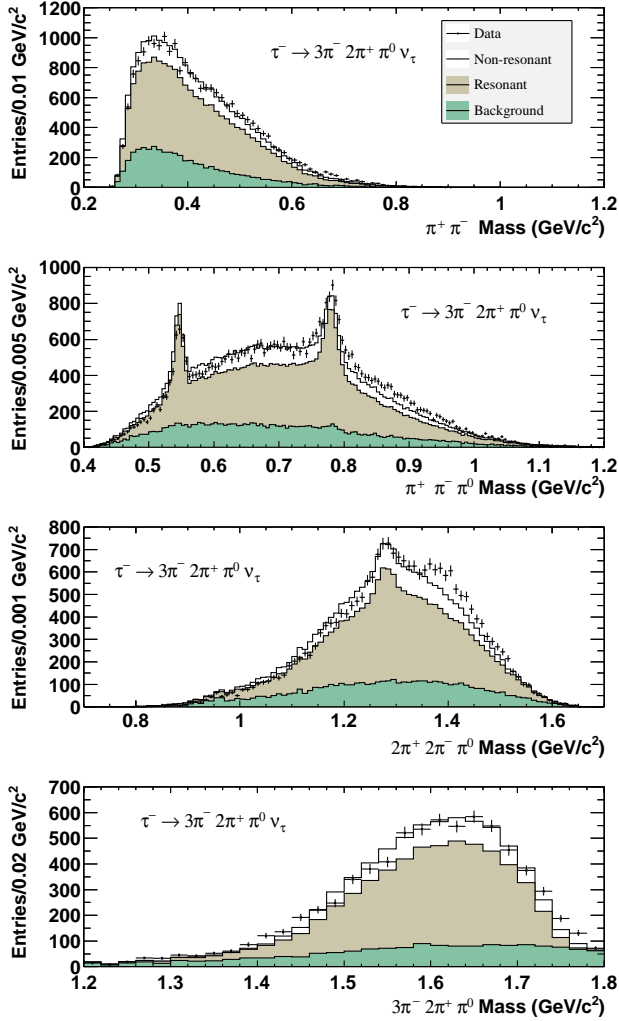 Entries/0.01 GeV/c²
1200
1000
800
600
400
200
0
τ⁻ → 3π⁻ 2π⁺ π⁰ ν_τ
Data
Non-resonant
Resonant
Background
0.2 0.4 0.6 0.8 1 1.2
π⁺ π⁻ Mass (GeV/c²)
Entries/0.005 GeV/c²
1000
800
600
400
200
0
τ⁻ → 3π⁻ 2π⁺ π⁰ ν_τ
0.4 0.5 0.6 0.7 0.8 0.9 1 1.1 1.2
π⁺ π⁻ π⁰ Mass (GeV/c²)
Entries/0.001 GeV/c²
800
700
600
500
400
300
200
100
0
τ⁻ → 3π⁻ 2π⁺ π⁰ ν_τ
0.8 1 1.2 1.4 1.6
2π⁺ 2π⁻ π⁰ Mass (GeV/c²)
Entries/0.02 GeV/c²
700
600
500
400
300
200
100
0
τ⁻ → 3π⁻ 2π⁺ π⁰ ν_τ
1.2 1.3 1.4 1.5 1.6 1.7 1.8
3π⁻ 2π⁺ π⁰ Mass (GeV/c²)